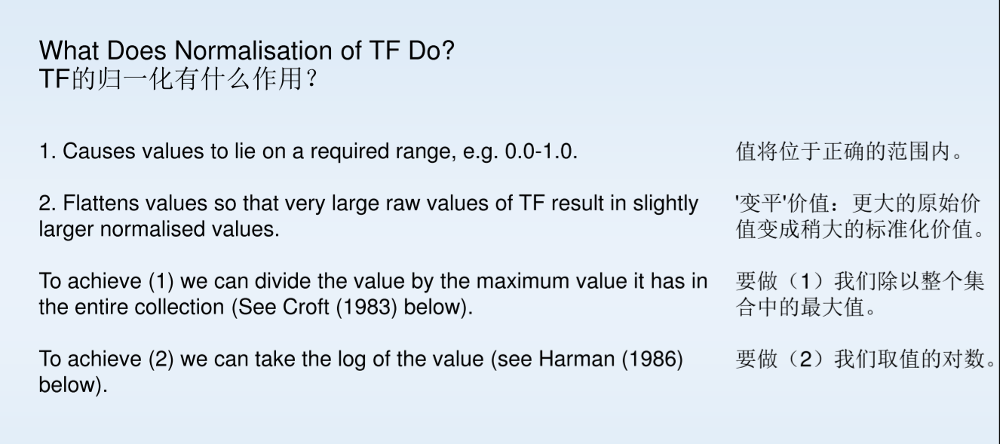 What Does Normalisation of TF Do?
TF的归一化有什么作用？
1. Causes values to lie on a required range, e.g. 0.0-1.0.
值将位于正确的范围内。
2. Flattens values so that very large raw values of TF result in slightly
larger normalised values.
'变平'价值：更大的原始价
值变成稍大的标准化价值。
To achieve (1) we can divide the value by the maximum value it has in
the entire collection (See Croft (1983) below).
要做（1）我们除以整个集
合中的最大值。
To achieve (2) we can take the log of the value (see Harman (1986)
below).
要做（2）我们取值的对数。